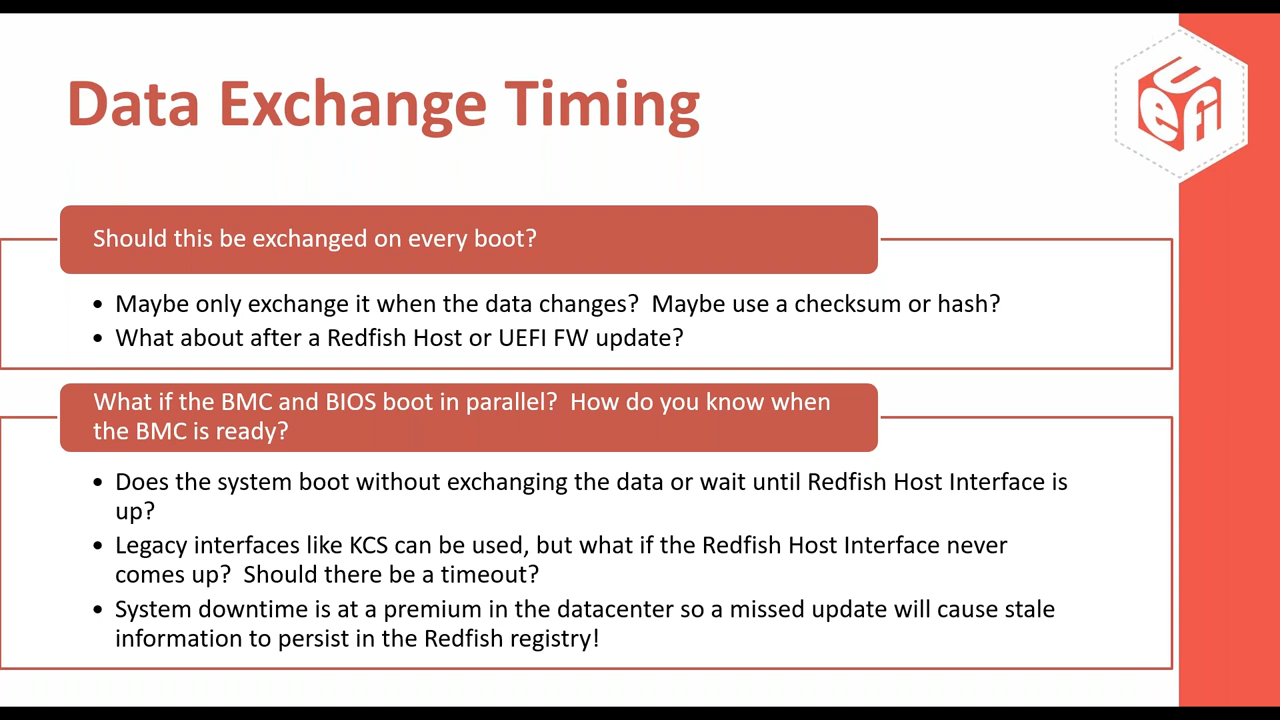 Data Exchange Timing
UEFI
Should this be exchanged on every boot?
• Maybe only exchange it when the data changes?  Maybe use a checksum or hash?
• What about after a Redfish Host or UEFI FW update?
What if the BMC and BIOS boot in parallel?  How do you know when
the BMC is ready?
• Does the system boot without exchanging the data or wait until Redfish Host Interface is
up?
• Legacy interfaces like KCS can be used, but what if the Redfish Host Interface never
comes up?  Should there be a timeout?
• System downtime is at a premium in the datacenter so a missed update will cause stale
information to persist in the Redfish registry!